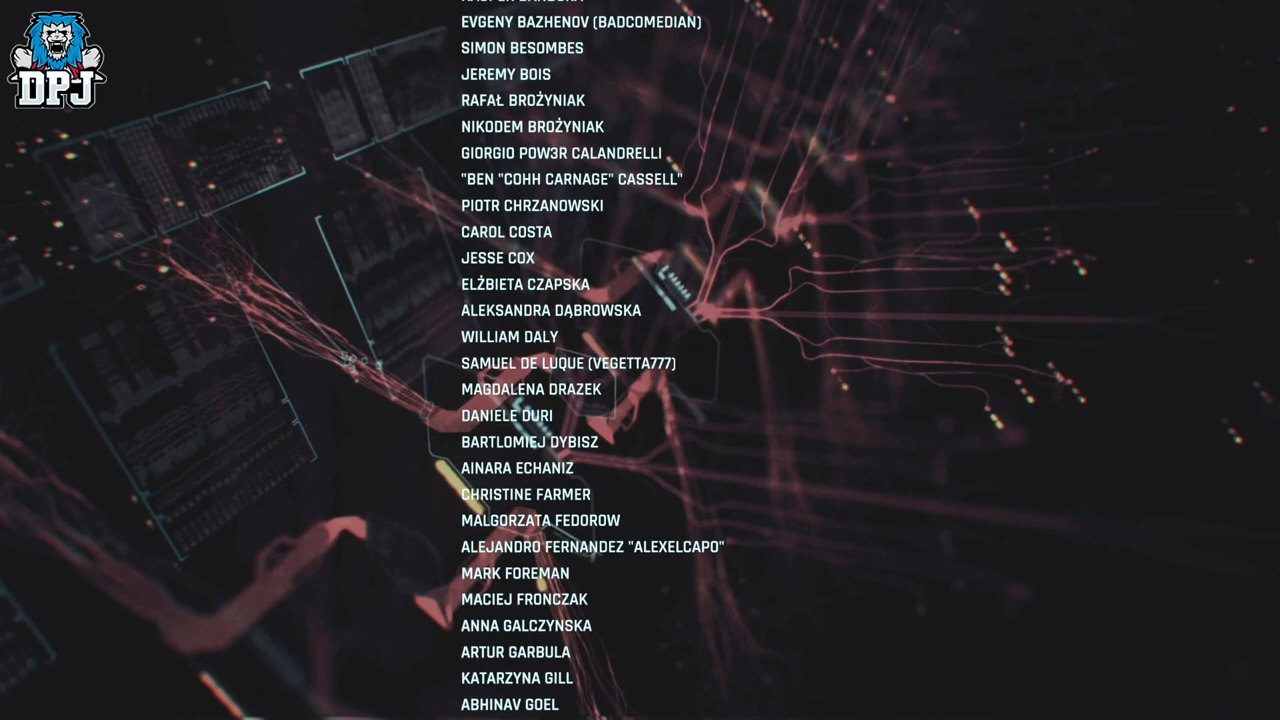 DPJ
EVGENY BAZHENOV (BADCOMEDIAN)
SIMON BESOMBES
JEREMY BOIS
RAFAŁ BROŻYNIAK
NIKODEM BROŻYNIAK
GIORGIO POW3R CALANDRELLI
"BEN "COHH CARNAGE" CASSELL"
PIOTR CHRZANOWSKI
CAROL COSTA
JESSE COX
ELŻBIETA CZAPSKA
ALEKSANDRA DĄBROWSKA
WILLIAM DALY
SAMUEL DE LUQUE (VEGETTA777)
MAGDALENA DRAZEK
DANIELE DURI
BARTLOMIEJ DYBISZ
AINARA ECHANIZ
CHRISTINE FARMER
MALGORZATA FEDOROW
ALEJANDRO FERNANDEZ "ALEXELCAPO"
MARK FOREMAN
MACIEJ FRONCZAK
ANNA GALCZYNSKA
ARTUR GARBULA
KATARZYNA GILL
ABHINAV GOEL